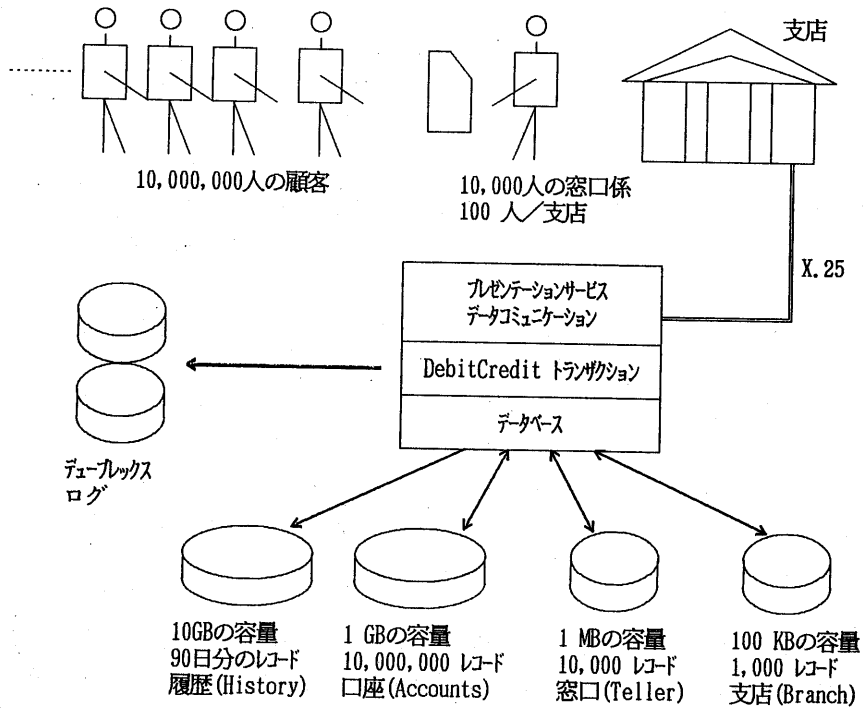 支店
10,000,000人の顧客
10,000人の窓口係
100 人／支店
X.25
プレゼンテーションサービス
データコミュニケーション
DebitCredit トランザクション
データベース
デュープレックス
ログ
10GBの容量
90日分のレコード
履歴(History)
1 GBの容量
10,000,000 レコード
口座(Accounts)
1 MBの容量
10,000 レコード
窓口(Teller)
100 KBの容量
1,000 レコード
支店(Branch)